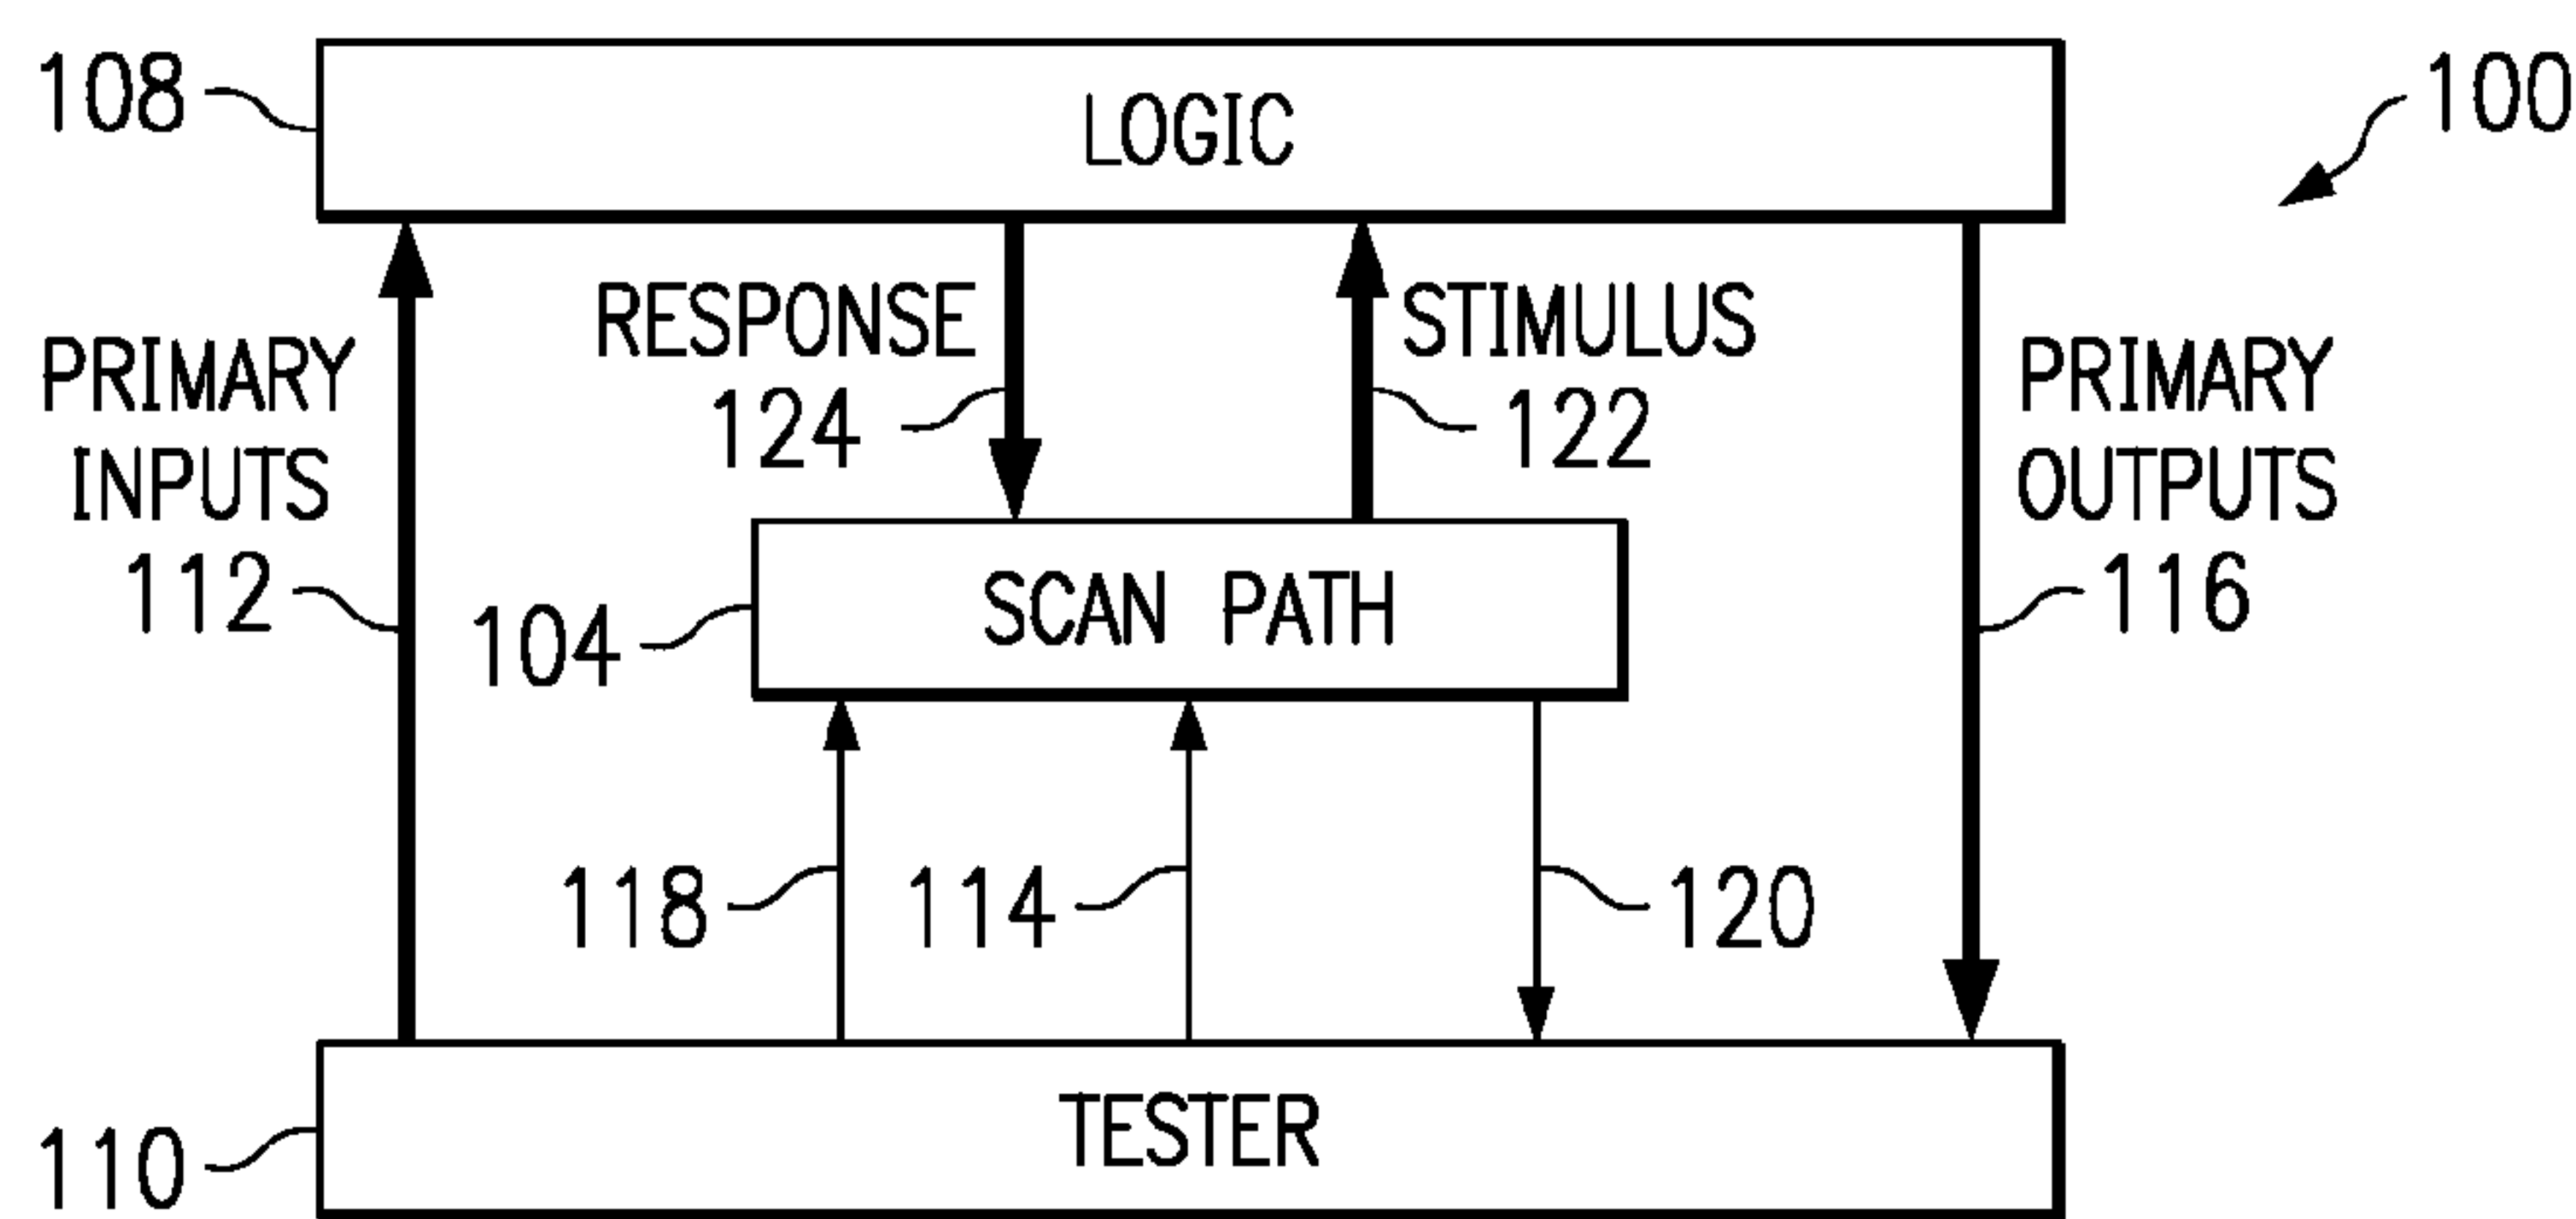 108
LOGIC
100
RESPONSE
124
STIMULUS
122
PRIMARY
INPUTS
112
PRIMARY
OUTPUTS
116
104
SCAN PATH
118
114
120
110
TESTER